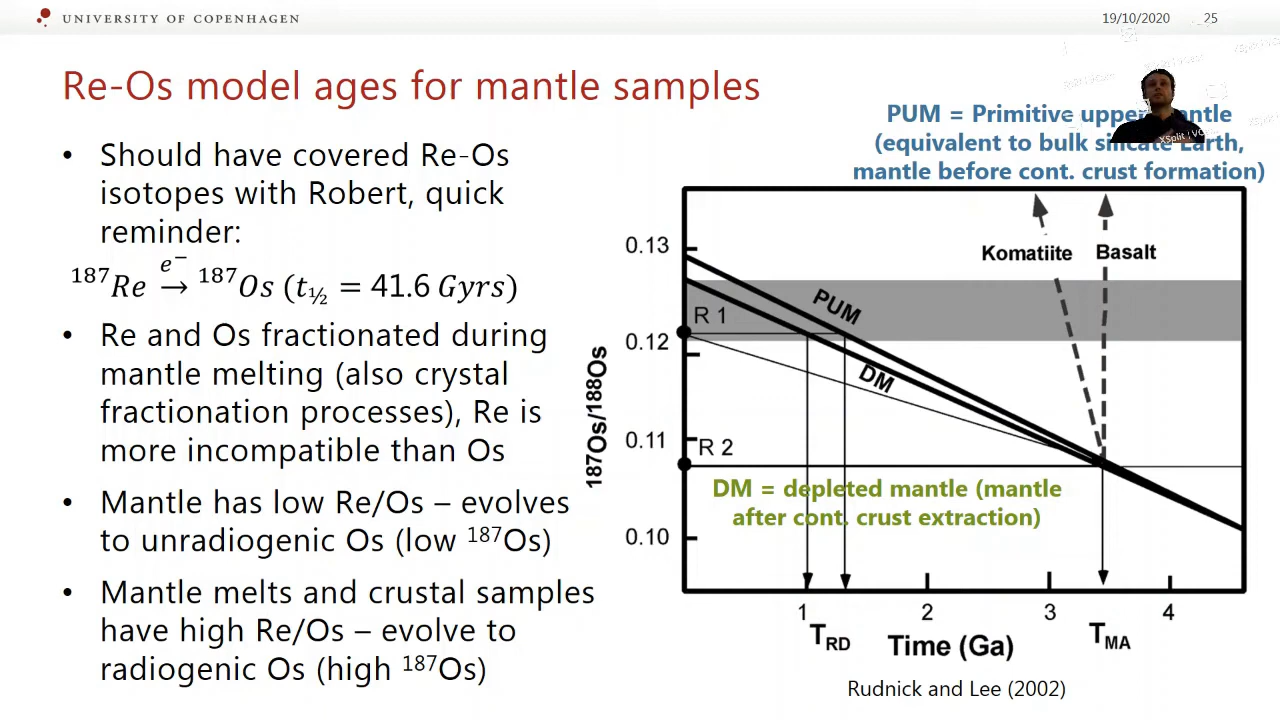 UNIVERSITY OF COPENHAGEN
19/10/2020 25
Re-Os model ages for mantle samples
• Should have covered Re-Os
isotopes with Robert, quick
reminder:
¹⁸⁷Re e⁻→ ¹⁸⁷Os (t½ = 41.6 Gyrs)
• Re and Os fractionated during
mantle melting (also crystal
fractionation processes), Re is
more incompatible than Os
• Mantle has low Re/Os – evolves
to unradiogenic Os (low ¹⁸⁷Os)
• Mantle melts and crustal samples
have high Re/Os – evolve to
radiogenic Os (high ¹⁸⁷Os)
PUM = Primitive upper mantle
(equivalent to bulk silicate Earth,
mantle before cont. crust formation)
XSplit | VCam
0.13
0.12
0.11
0.10
187Os/188Os
Komatiite Basalt
PUM
R 1
DM
R 2
DM = depleted mantle (mantle
after cont. crust extraction)
1 2 3 4
TRD Time (Ga) TMA
Rudnick and Lee (2002)